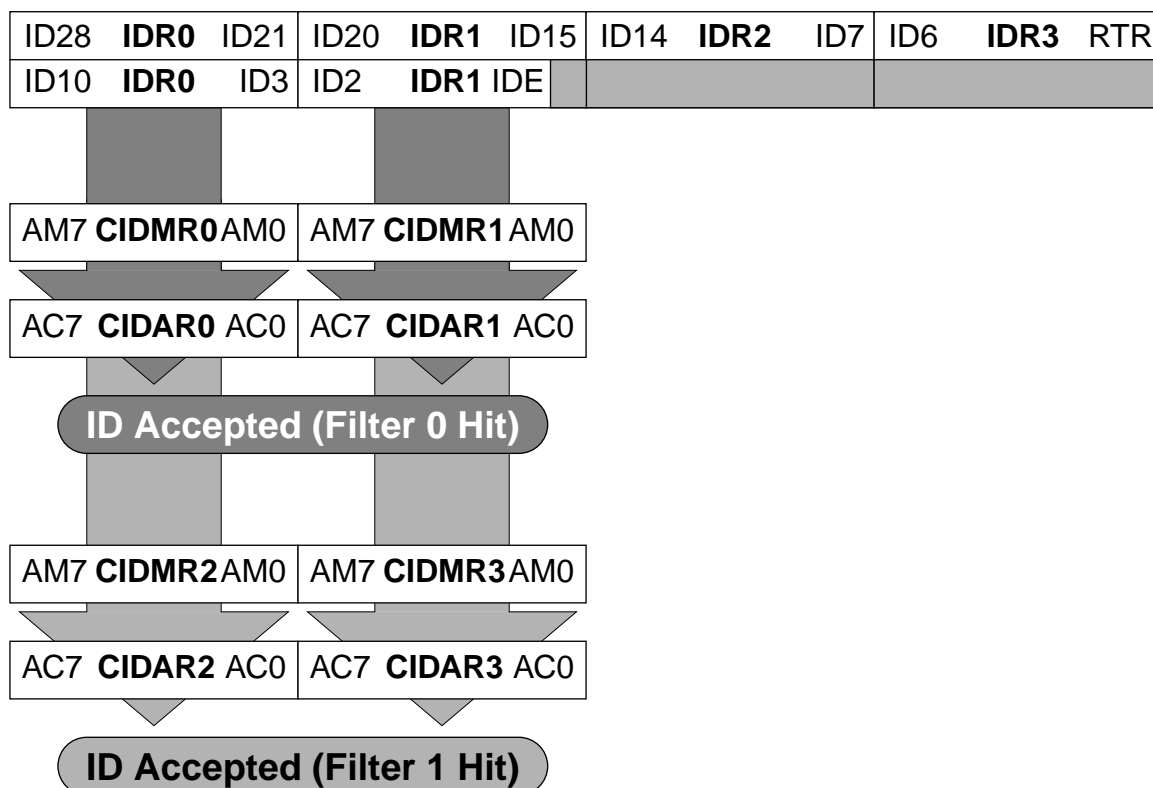 ID28 IDR0 ID21 ID20 IDR1 ID15 ID14 IDR2 ID7 ID6 IDR3 RTR
ID10 IDR0 ID3 ID2 IDR1 IDE
AM7 CIDMR0 AM0 AM7 CIDMR1 AM0
AC7 CIDAR0 AC0 AC7 CIDAR1 AC0
ID Accepted (Filter 0 Hit)
AM7 CIDMR2 AM0 AM7 CIDMR3 AM0
AC7 CIDAR2 AC0 AC7 CIDAR3 AC0
ID Accepted (Filter 1 Hit)